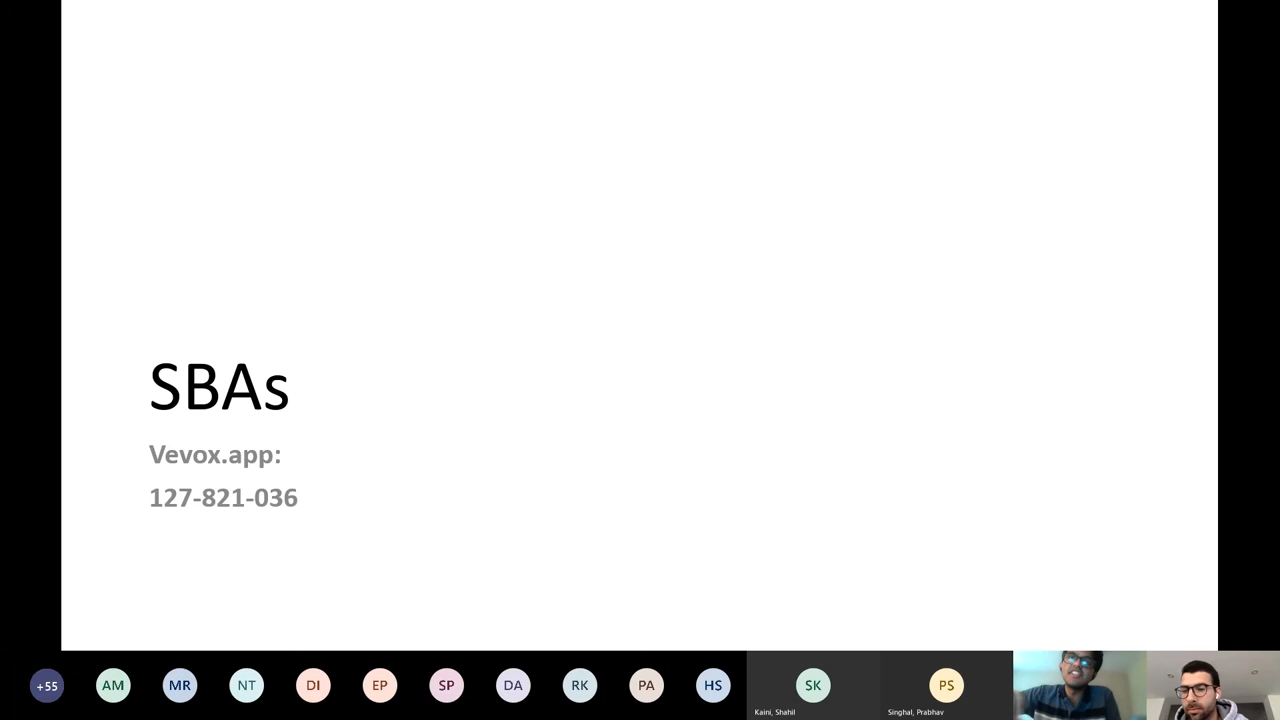 SBAs
Vevox.app:
127-821-036
+55
AM
MR
NT
DI
EP
SP
DA
RK
PA
HS
SK
PS
Kaini, Shahil
Singhal, Prabhav